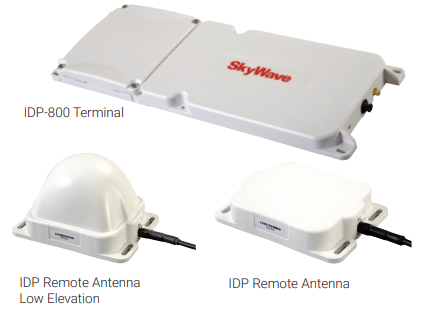 SkyWave
IDP-800 Terminal
IDP Remote Antenna
Low Elevation
IDP Remote Antenna